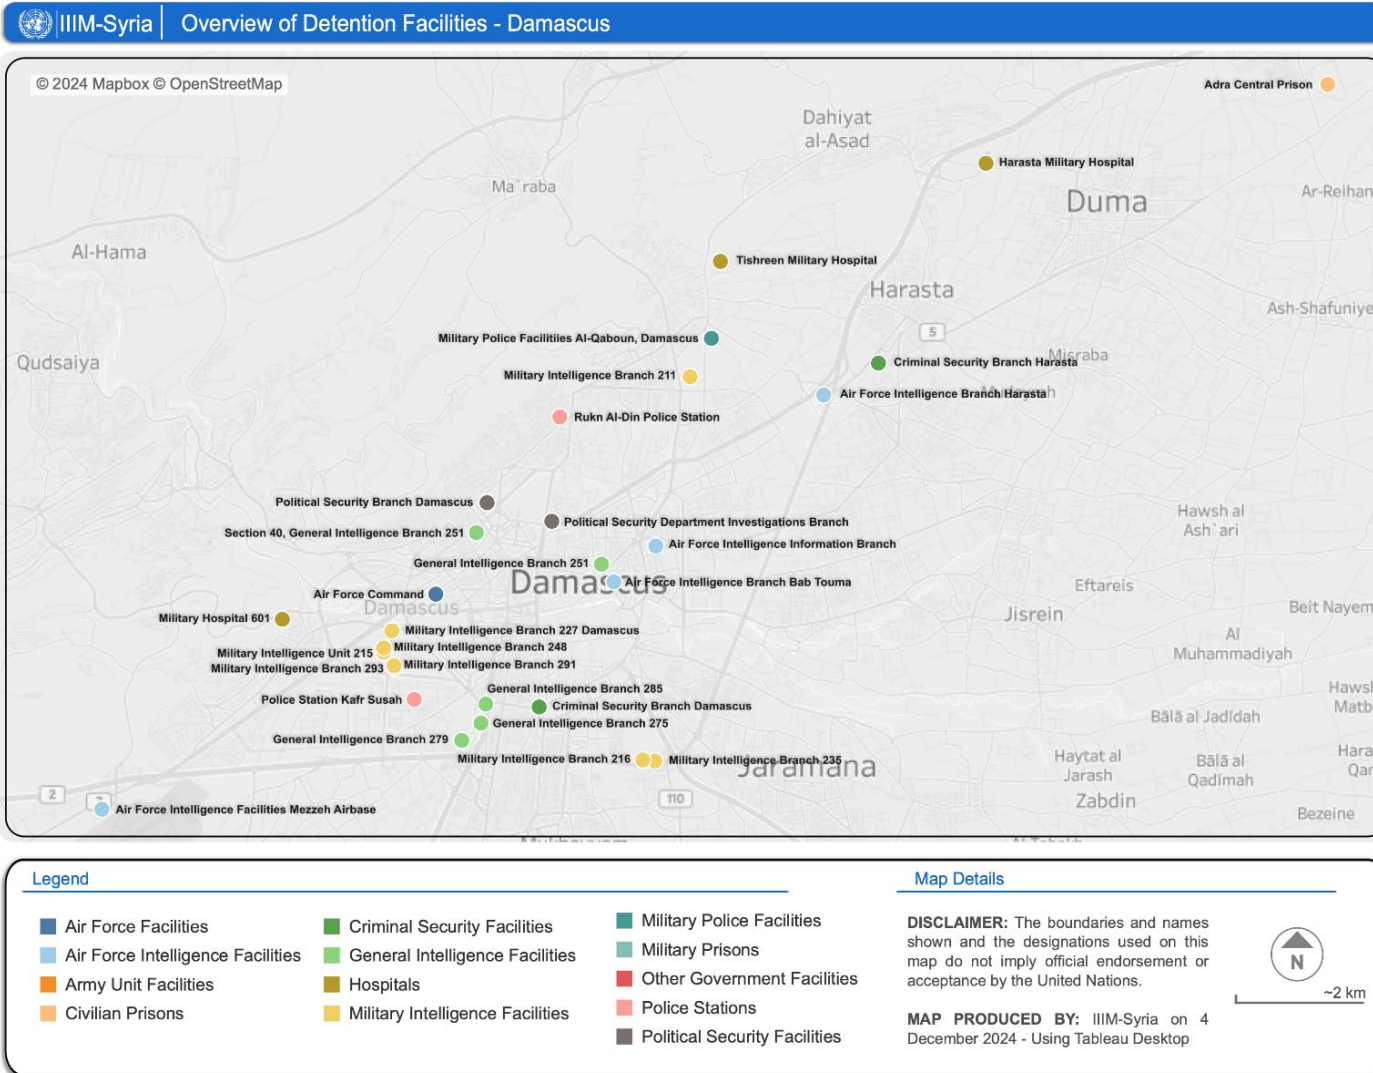 IIIM-Syria
Overview of Detention Facilities - Damascus
© 2024 Mapbox © OpenStreetMap
Adra Central Prison
Dahiyat
al-Asad
Harasta Military Hospital
Ma`raba
Ar-Reihan
Duma
Al-Hama
Tishreen Military Hospital
Harasta
Ash-Shafuniye
5
Military Police Facilitiies Al-Qaboun, Damascus
Qudsaiya
Misraba
Criminal Security Branch Harasta
Military Intelligence Branch 211
Air Force Intelligence Branch Harasta
Rukn Al-Din Police Station
Political Security Branch Damascus
Hawsh al
Ash`ari
Political Security Department Investigations Branch
Section 40, General Intelligence Branch 251
Air Force Intelligence Information Branch
General Intelligence Branch 251
Damascus
Air Force Intelligence Branch Bab Touma
Eftareis
Air Force Command
Damascus
Beit Nayem
Jisrein
Military Hospital 601
Military Intelligence Branch 227 Damascus
Al
Muhammadiyah
Military Intelligence Branch 248
Military Intelligence Unit 215
Military Intelligence Branch 291
Military Intelligence Branch 293
General Intelligence Branch 285
Hawsh
Matb
Police Station Kafr Susah
Criminal Security Branch Damascus
Bālā al Jadīdah
General Intelligence Branch 275
General Intelligence Branch 279
Hara
Qar
Military Intelligence Branch 216
Military Intelligence Branch 235
Jaramana
Haytat al
Jarash
Bālā al
Qadīmah
2
110
Zabdin
Air Force Intelligence Facilities Mezzeh Airbase
Bezeine
Legend
Air Force Facilities
Air Force Intelligence Facilities
Army Unit Facilities
Civilian Prisons
Criminal Security Facilities
General Intelligence Facilities
Hospitals
Military Intelligence Facilities
Military Police Facilities
Military Prisons
Other Government Facilities
Police Stations
Political Security Facilities
Map Details
DISCLAIMER: The boundaries and names
shown and the designations used on this
map do not imply official endorsement or
acceptance by the United Nations.
MAP PRODUCED BY: IIIM-Syria on 4
December 2024 - Using Tableau Desktop
N
~2 km